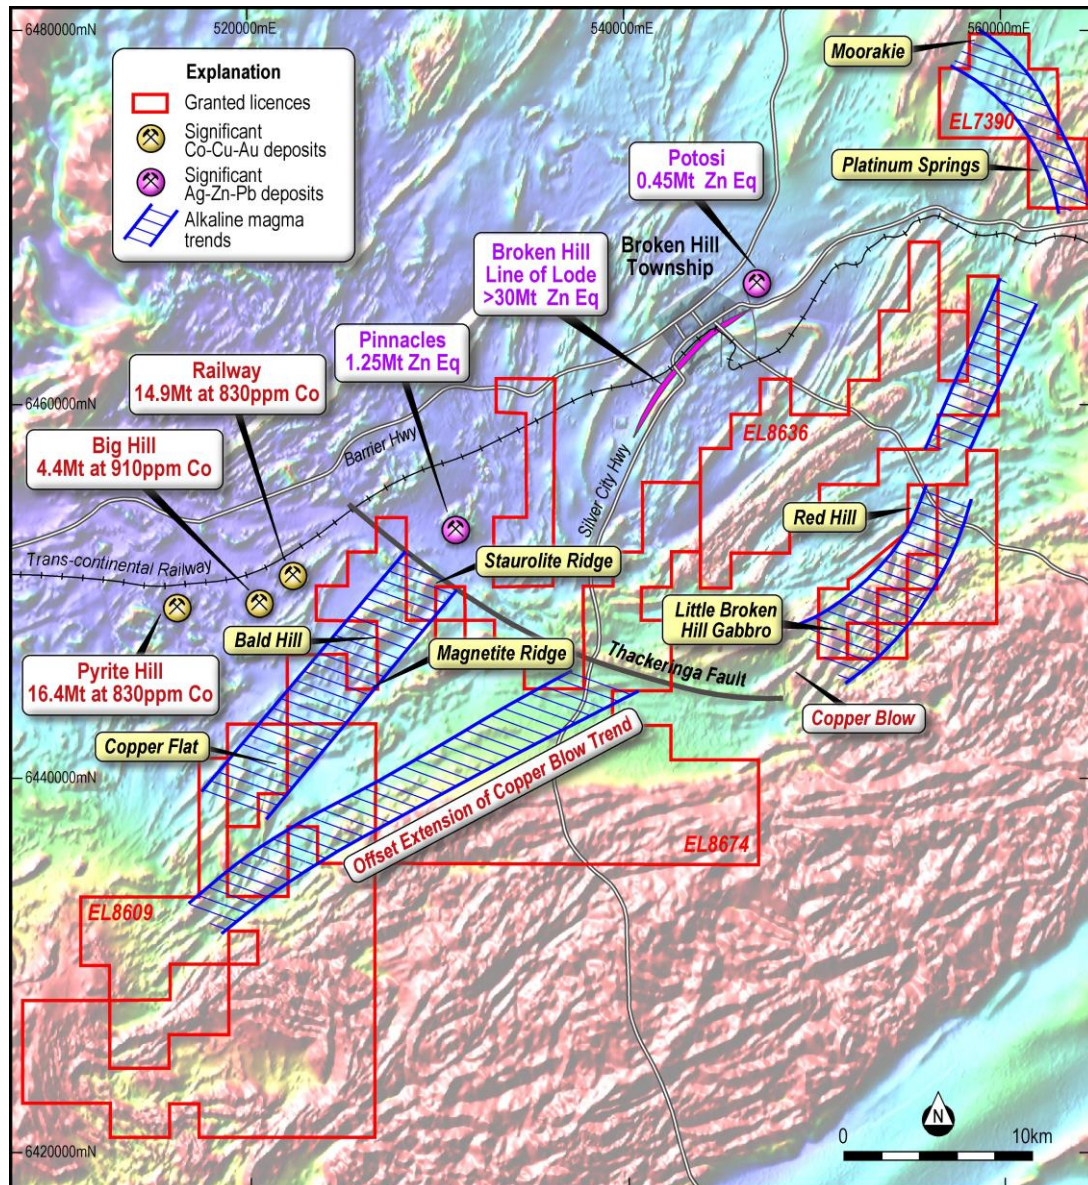 520000mE
540000mE
560000mE
6480000mN
Explanation
Granted licences
Significant
Co-Cu-Au deposits
Significant
Ag-Zn-Pb deposits
Alkaline magma
trends
Moorakie
EL7390
Platinum Springs
Potosi
0.45Mt Zn Eq
Broken Hill
Township
Broken Hill
Line of Lode
>30Mt Zn Eq
Pinnacles
1.25Mt Zn Eq
Railway
14.9Mt at 830ppm Co
6460000mN
Big Hill
4.4Mt at 910ppm Co
Barrier Hwy
EL8636
Silver City Hwy
Red Hill
Trans-continental Railway
Staurolite Ridge
Little Broken
Hill Gabbro
Bald Hill
Magnetite Ridge
Thackeringa Fault
Pyrite Hill
16.4Mt at 830ppm Co
Copper Blow
Copper Flat
6440000mN
Offset Extension of Copper Blow Trend
EL8674
EL8609
N
0
10km
6420000mN